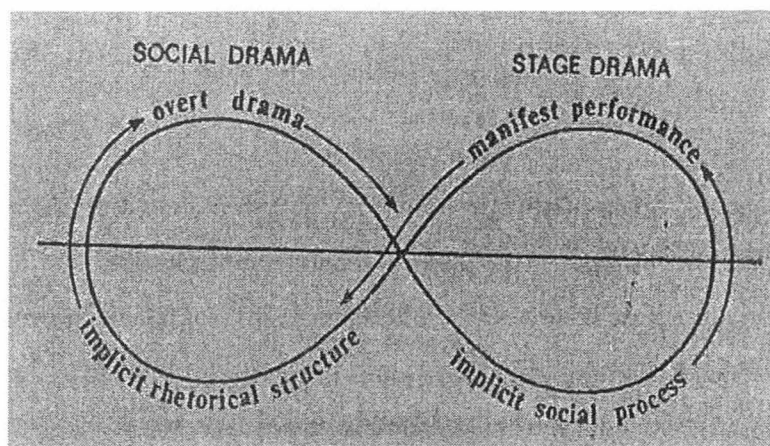 SOCIAL DRAMA
STAGE DRAMA
overt drama
manifest performance
implicit rhetorical structure
implicit social process